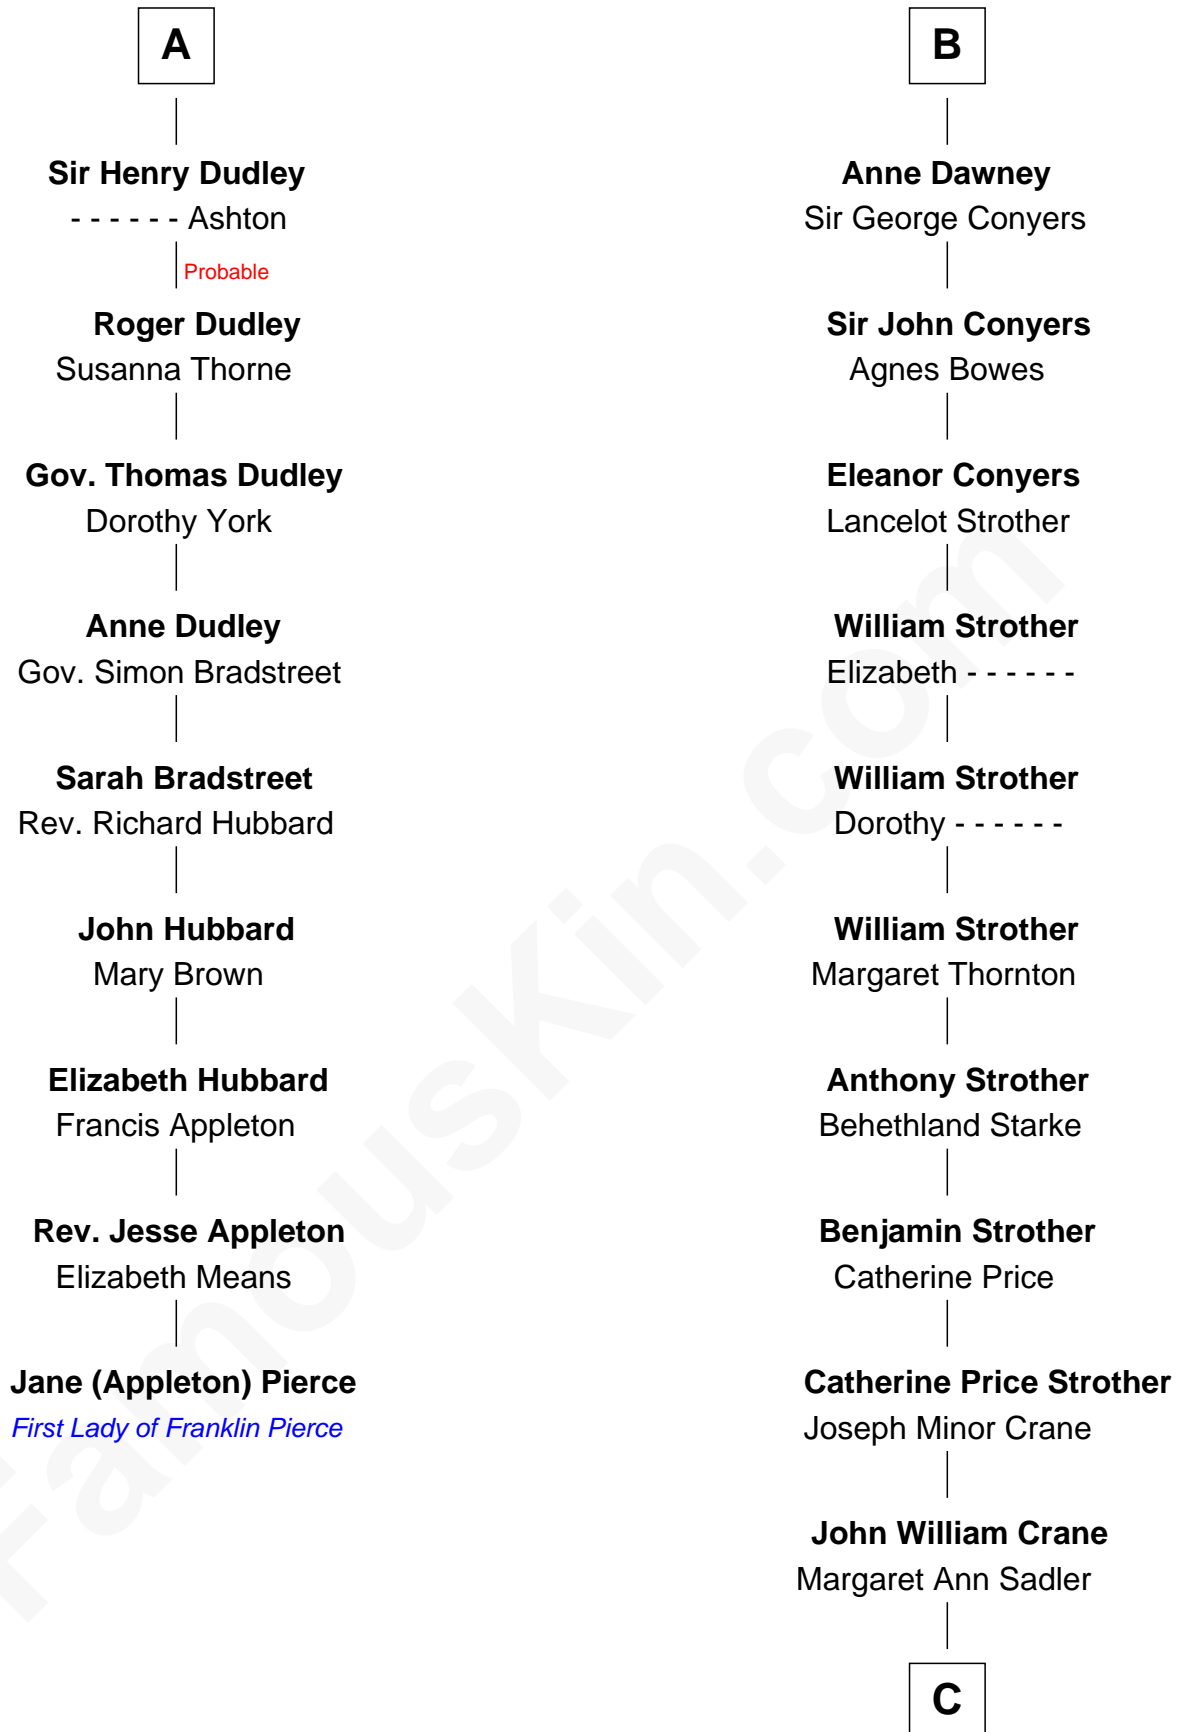 A
Sir Henry Dudley
- - - - - - Ashton
Probable
Roger Dudley
Susanna Thorne
Gov. Thomas Dudley
Dorothy York
Anne Dudley
Gov. Simon Bradstreet
Sarah Bradstreet
Rev. Richard Hubbard
John Hubbard
Mary Brown
Elizabeth Hubbard
Francis Appleton
Rev. Jesse Appleton
Elizabeth Means
Jane (Appleton) Pierce
First Lady of Franklin Pierce
B
Anne Dawney
Sir George Conyers
Sir John Conyers
Agnes Bowes
Eleanor Conyers
Lancelot Strother
William Strother
Elizabeth - - - - - -
William Strother
Dorothy - - - - - -
William Strother
Margaret Thornton
Anthony Strother
Behethland Starke
Benjamin Strother
Catherine Price
Catherine Price Strother
Joseph Minor Crane
John William Crane
Margaret Ann Sadler
C
FamousKin.com